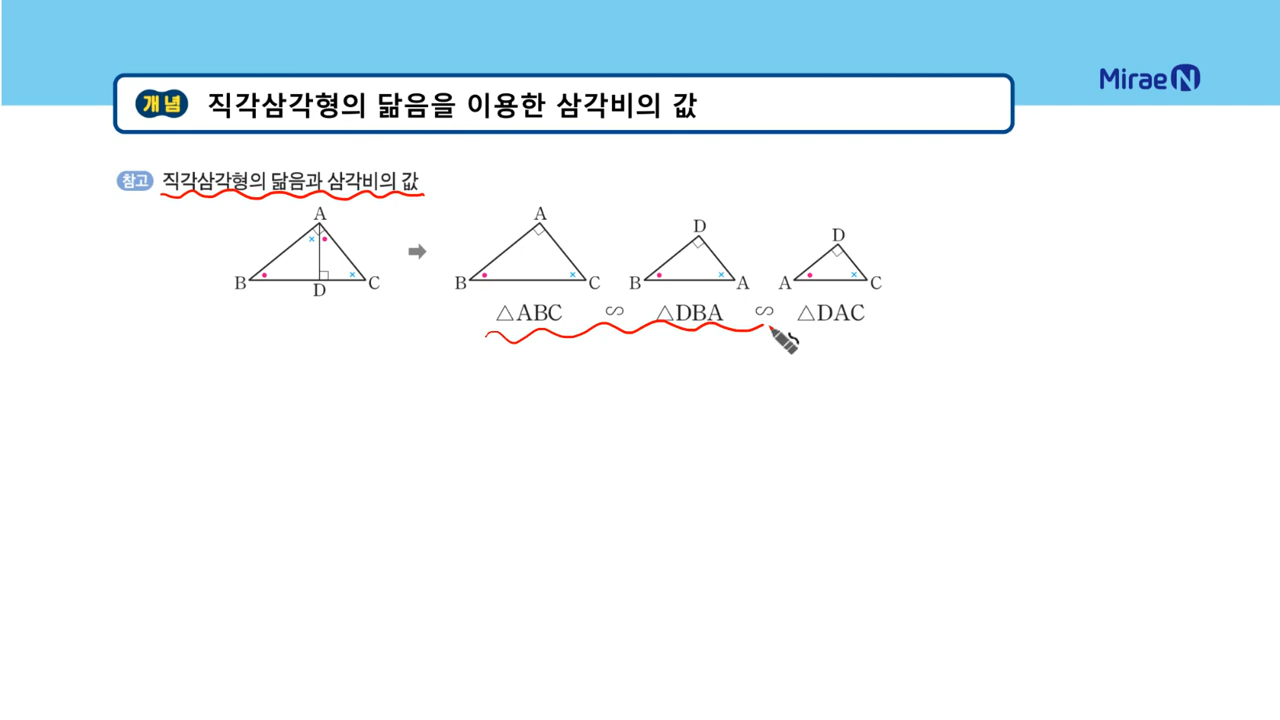 Mirae N
개념 직각삼각형의 닮음을 이용한 삼각비의 값
참고 직각삼각형의 닮음과 삼각비의 값
A A D D
B D C B C B A A C
△ABC ∽ △DBA ∽ △DAC